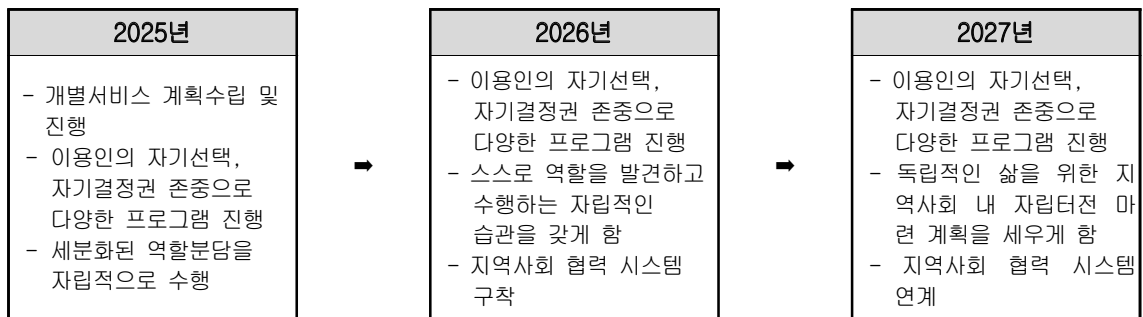 2025년
- 개별서비스 계획수립 및
진행
- 이용인의 자기선택,
자기결정권 존중으로
다양한 프로그램 진행
- 세분화된 역할분담을
자립적으로 수행
➡
2026년
- 이용인의 자기선택,
자기결정권 존중으로
다양한 프로그램 진행
- 스스로 역할을 발견하고
수행하는 자립적인
습관을 갖게 함
- 지역사회 협력 시스템
구착
➡
2027년
- 이용인의 자기선택,
자기결정권 존중으로
다양한 프로그램 진행
- 독립적인 삶을 위한 지
역사회 내 자립터전 마
련 계획을 세우게 함
- 지역사회 협력 시스템
연계